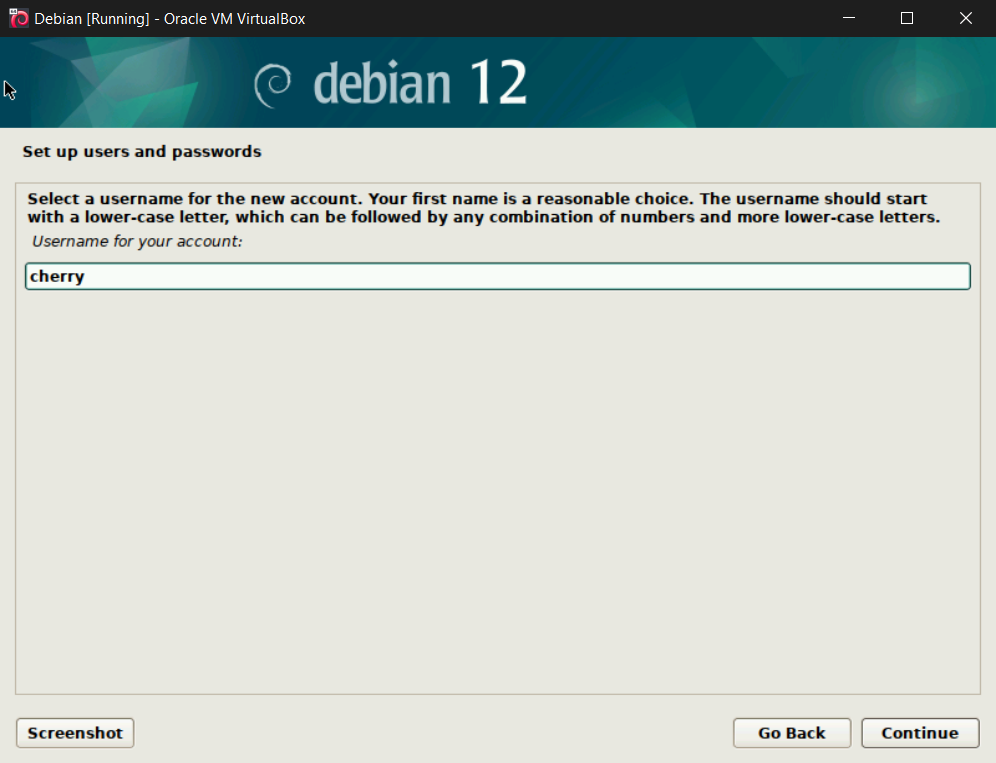 Debian [Running] - Oracle VM VirtualBox
debian 12
Set up users and passwords
Select a username for the new account. Your first name is a reasonable choice. The username should start
with a lower-case letter, which can be followed by any combination of numbers and more lower-case letters.
Username for your account:
cherry
Screenshot
Go Back
Continue